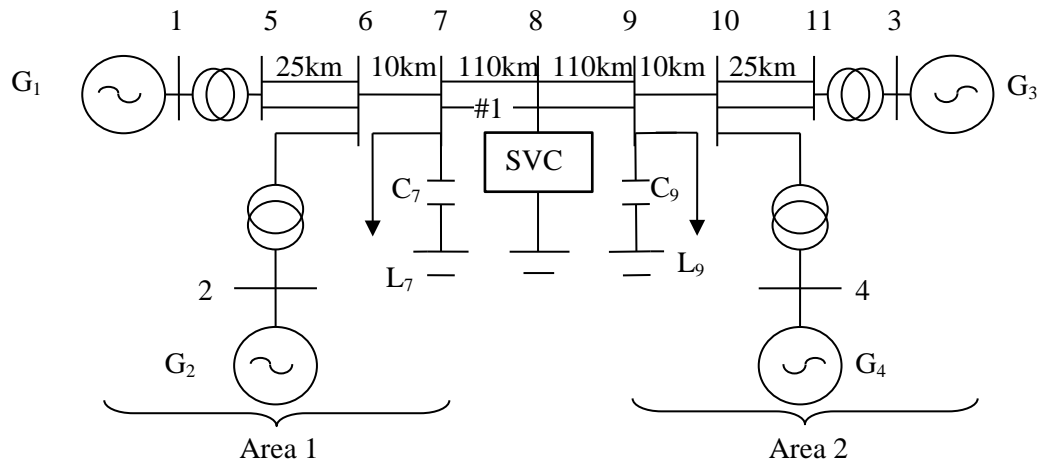 1 5 6 7 8 9 10 11 3
25km 10km 110km 110km 10km 25km
G₁ G₃
#1
SVC
C₇ C₉
L₇ L₉
2 4
G₂ G₄
Area 1 Area 2